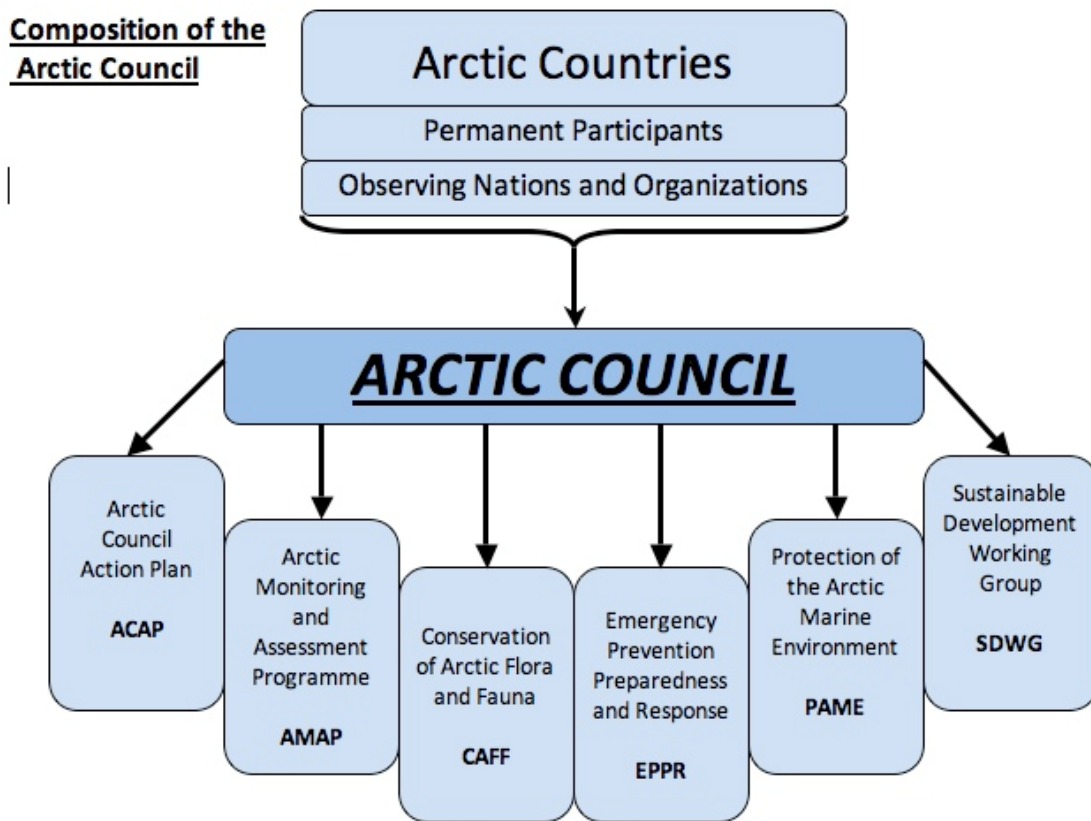 Composition of the
Arctic Council
Arctic Countries
Permanent Participants
Observing Nations and Organizations
ARCTIC COUNCIL
Arctic
Council
Action Plan
ACAP
Arctic
Monitoring
and
Assessment
Programme
AMAP
Conservation
of Arctic Flora
and Fauna
CAFF
Emergency
Prevention
Preparedness
and Response
EPPR
Protection of
the Arctic
Marine
Environment
PAME
Sustainable
Development
Working
Group
SDWG